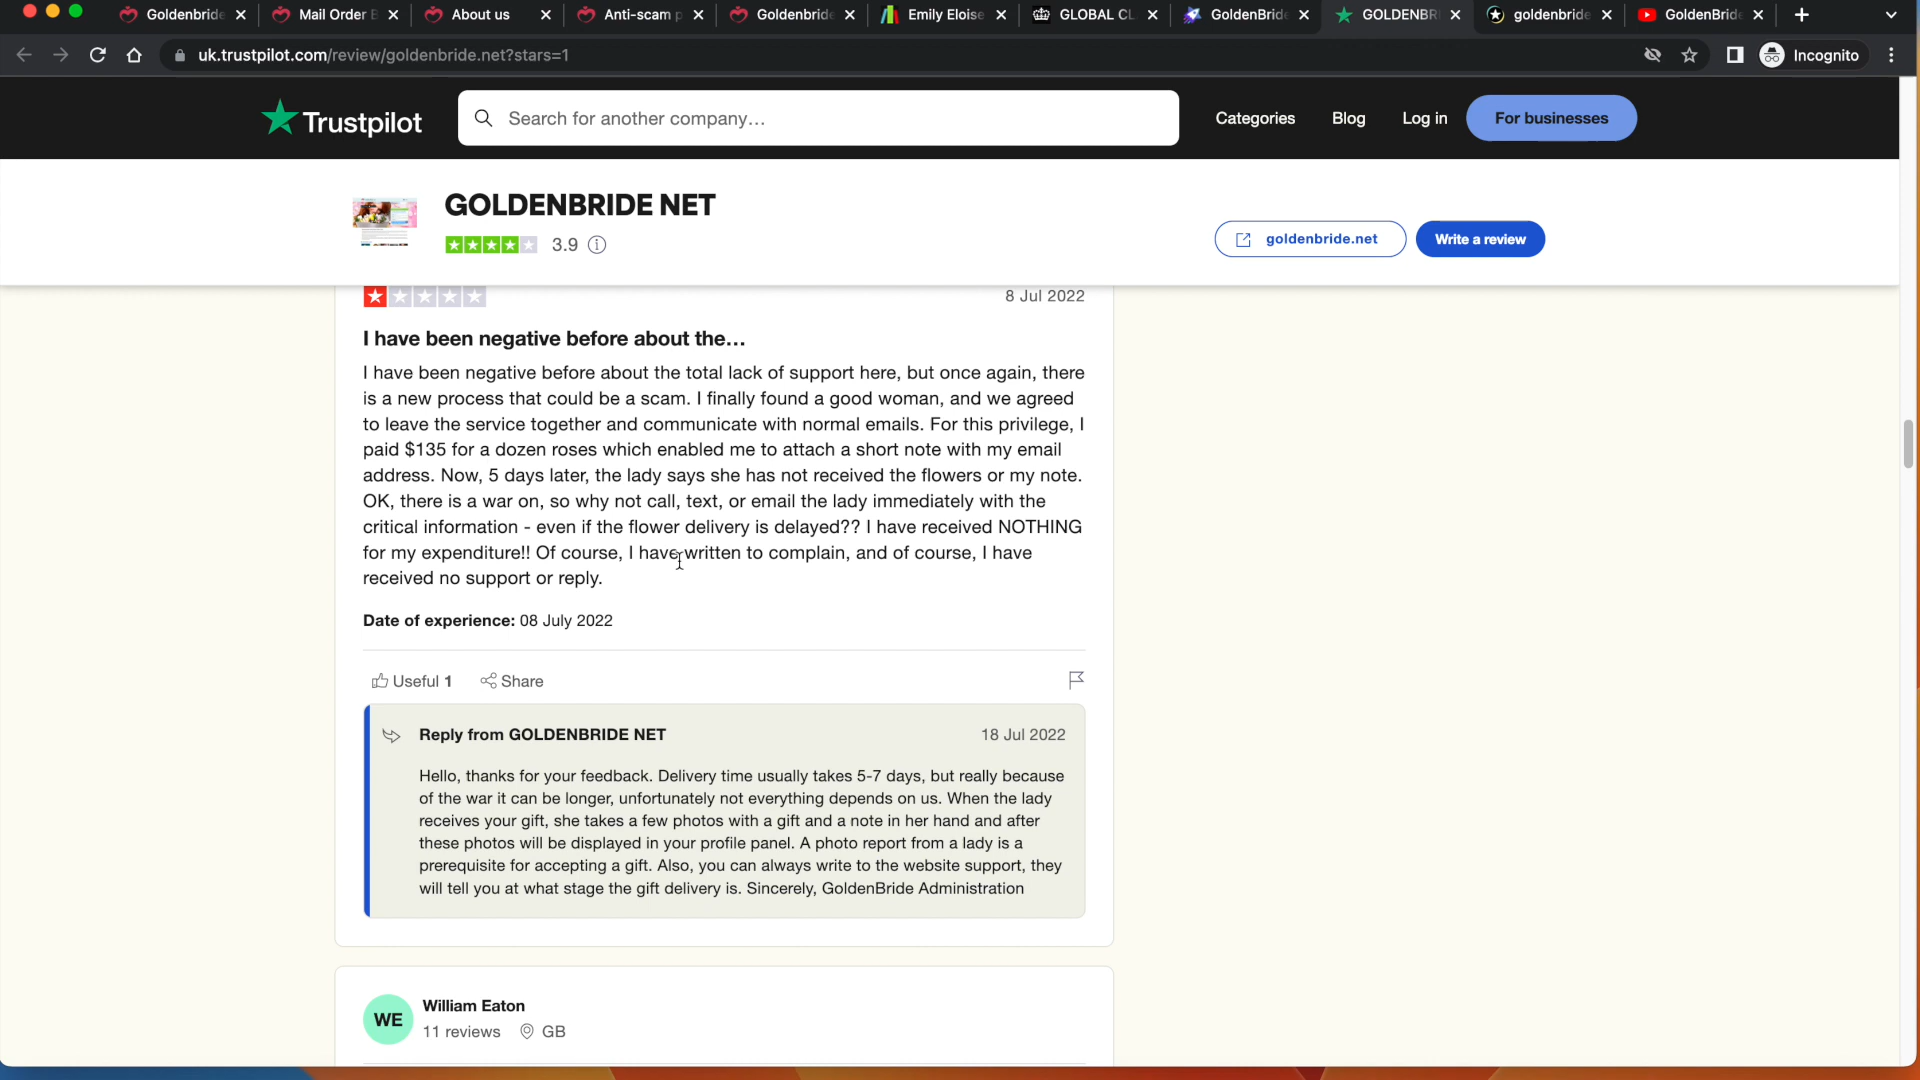 Goldenbride
Mail Order B
About us
Anti-scam p
Goldenbride
Emily Eloise
GLOBAL CL
GoldenBride
GOLDENBR
goldenbride
GoldenBride
uk.trustpilot.com/review/goldenbride.net?stars=1
Incognito
Trustpilot
Search for another company...
Categories
Blog
Log in
For businesses
GOLDENBRIDE NET
3.9
goldenbride.net
Write a review
8 Jul 2022
I have been negative before about the...
I have been negative before about the total lack of support here, but once again, there
is a new process that could be a scam. I finally found a good woman, and we agreed
to leave the service together and communicate with normal emails. For this privilege, I
paid $135 for a dozen roses which enabled me to attach a short note with my email
address. Now, 5 days later, the lady says she has not received the flowers or my note.
OK, there is a war on, so why not call, text, or email the lady immediately with the
critical information - even if the flower delivery is delayed?? I have received NOTHING
for my expenditure!! Of course, I have written to complain, and of course, I have
received no support or reply.
Date of experience: 08 July 2022
Useful 1
Share
Reply from GOLDENBRIDE NET
18 Jul 2022
Hello, thanks for your feedback. Delivery time usually takes 5-7 days, but really because
of the war it can be longer, unfortunately not everything depends on us. When the lady
receives your gift, she takes a few photos with a gift and a note in her hand and after
these photos will be displayed in your profile panel. A photo report from a lady is a
prerequisite for accepting a gift. Also, you can always write to the website support, they
will tell you at what stage the gift delivery is. Sincerely, GoldenBride Administration
WE
William Eaton
11 reviews
GB